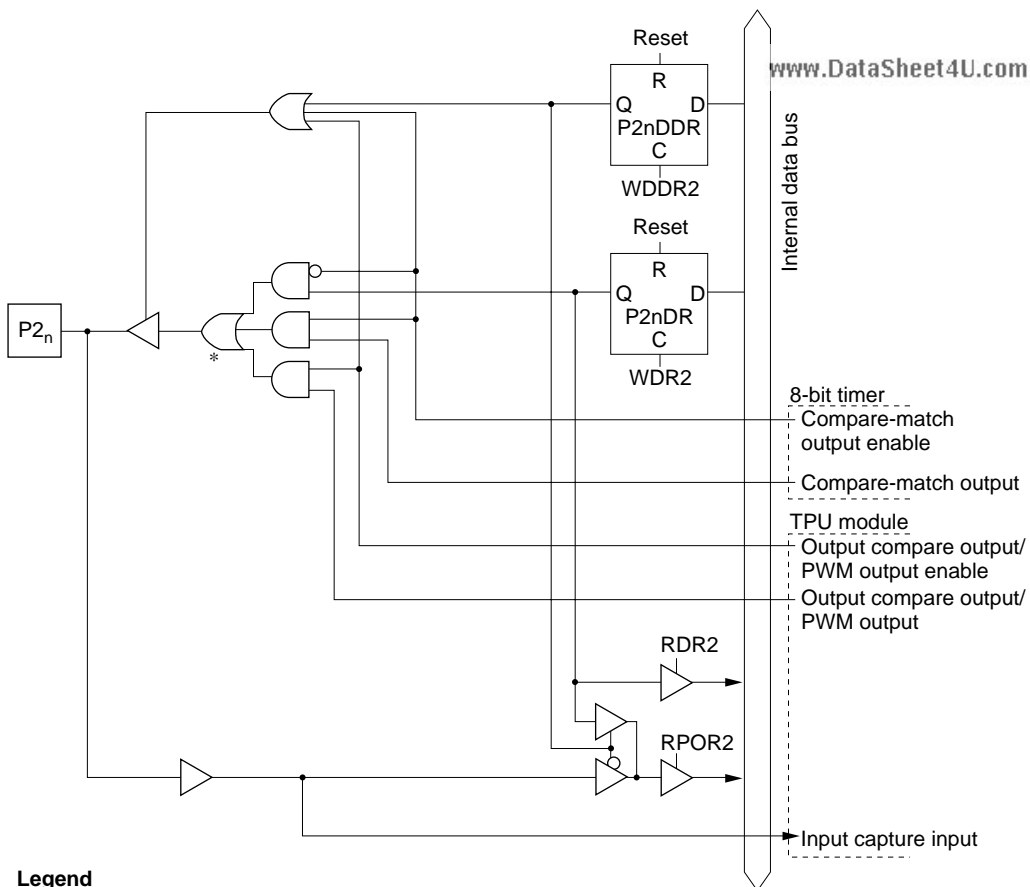 Reset
www.DataSheet4U.com
R
Q D
P2nDDR
C
WDDR2
Internal data bus
Reset
R
Q D
P2nDR
C
WDR2
P2n
*
8-bit timer
Compare-match
output enable
Compare-match output
TPU module
Output compare output/
PWM output enable
Output compare output/
PWM output
RDR2
RPOR2
Input capture input
Legend